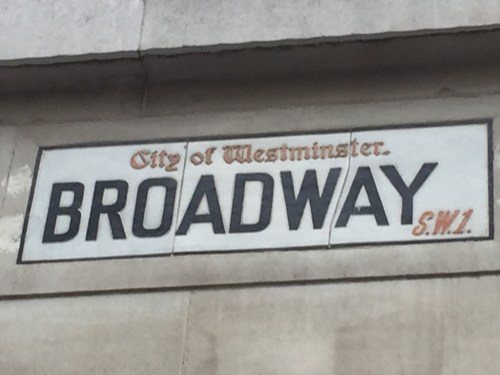 City of Westminster.
BROADWAY
S.W.1.